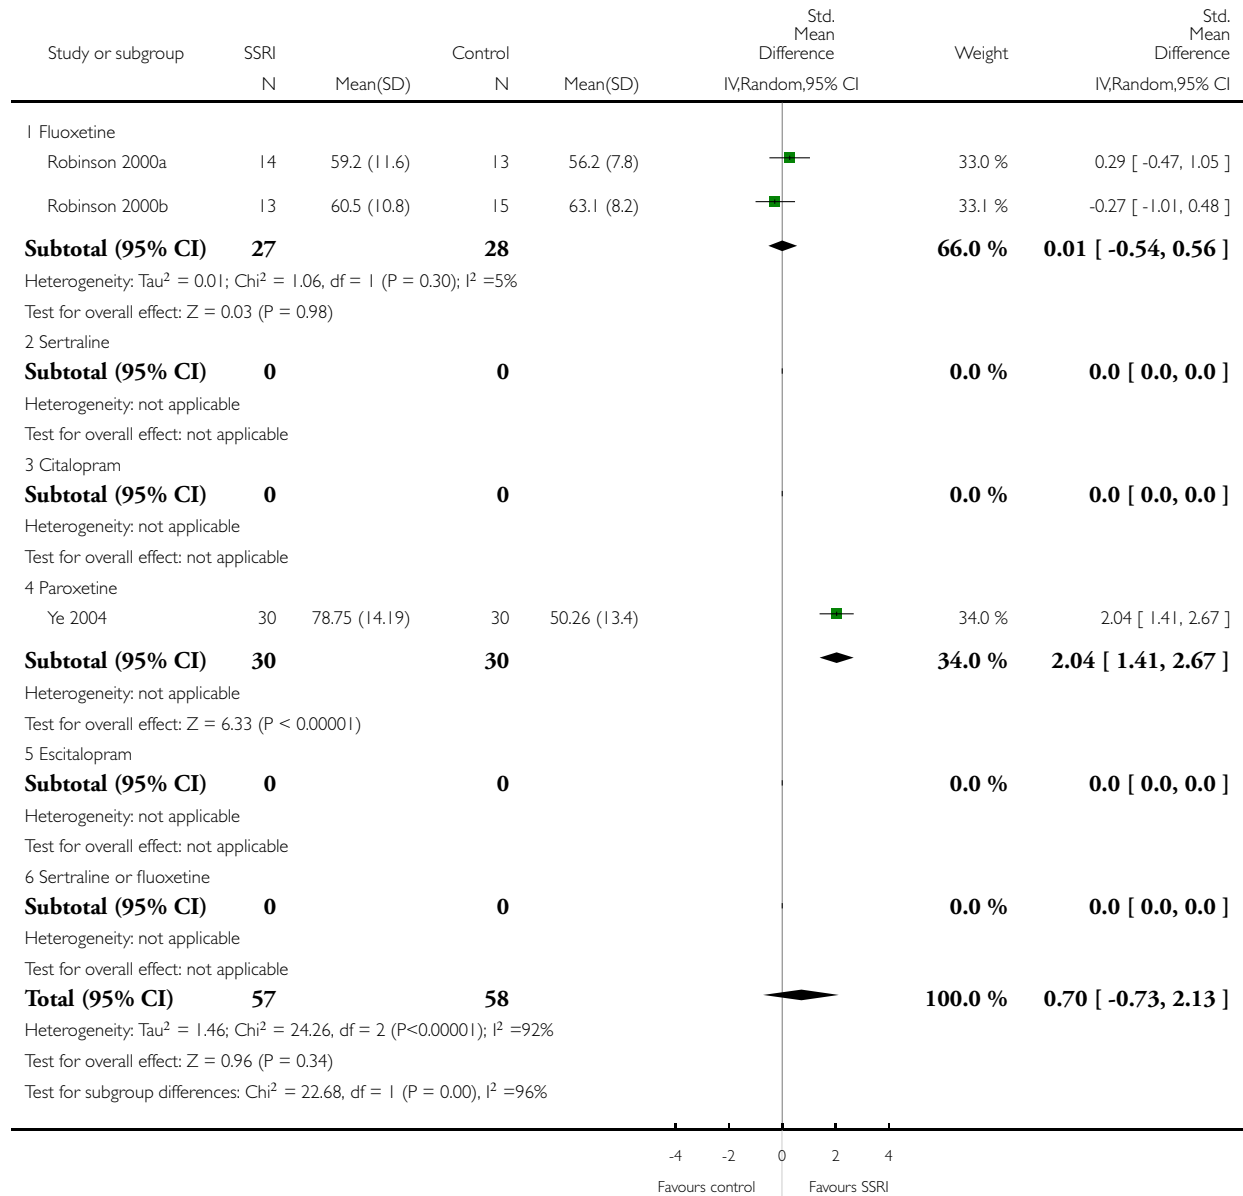 Std.
Mean
Difference
Std.
Mean
Difference
Study or subgroup SSRI Control Weight
N Mean(SD) N Mean(SD) IV,Random,95% CI IV,Random,95% CI
1 Fluoxetine
Robinson 2000a 14 59.2 (11.6) 13 56.2 (7.8) 33.0 % 0.29 [ -0.47, 1.05 ]
Robinson 2000b 13 60.5 (10.8) 15 63.1 (8.2) 33.1 % -0.27 [ -1.01, 0.48 ]
Subtotal (95% CI) 27 28 66.0 % 0.01 [ -0.54, 0.56 ]
Heterogeneity: Tau² = 0.01; Chi² = 1.06, df = 1 (P = 0.30); I² =5%
Test for overall effect: Z = 0.03 (P = 0.98)
2 Sertraline
Subtotal (95% CI) 0 0 0.0 % 0.0 [ 0.0, 0.0 ]
Heterogeneity: not applicable
Test for overall effect: not applicable
3 Citalopram
Subtotal (95% CI) 0 0 0.0 % 0.0 [ 0.0, 0.0 ]
Heterogeneity: not applicable
Test for overall effect: not applicable
4 Paroxetine
Ye 2004 30 78.75 (14.19) 30 50.26 (13.4) 34.0 % 2.04 [ 1.41, 2.67 ]
Subtotal (95% CI) 30 30 34.0 % 2.04 [ 1.41, 2.67 ]
Heterogeneity: not applicable
Test for overall effect: Z = 6.33 (P < 0.00001)
5 Escitalopram
Subtotal (95% CI) 0 0 0.0 % 0.0 [ 0.0, 0.0 ]
Heterogeneity: not applicable
Test for overall effect: not applicable
6 Sertraline or fluoxetine
Subtotal (95% CI) 0 0 0.0 % 0.0 [ 0.0, 0.0 ]
Heterogeneity: not applicable
Test for overall effect: not applicable
Total (95% CI) 57 58 100.0 % 0.70 [ -0.73, 2.13 ]
Heterogeneity: Tau² = 1.46; Chi² = 24.26, df = 2 (P<0.00001); I² =92%
Test for overall effect: Z = 0.96 (P = 0.34)
Test for subgroup differences: Chi² = 22.68, df = 1 (P = 0.00), I² =96%
-4 -2 0 2 4
Favours control Favours SSRI